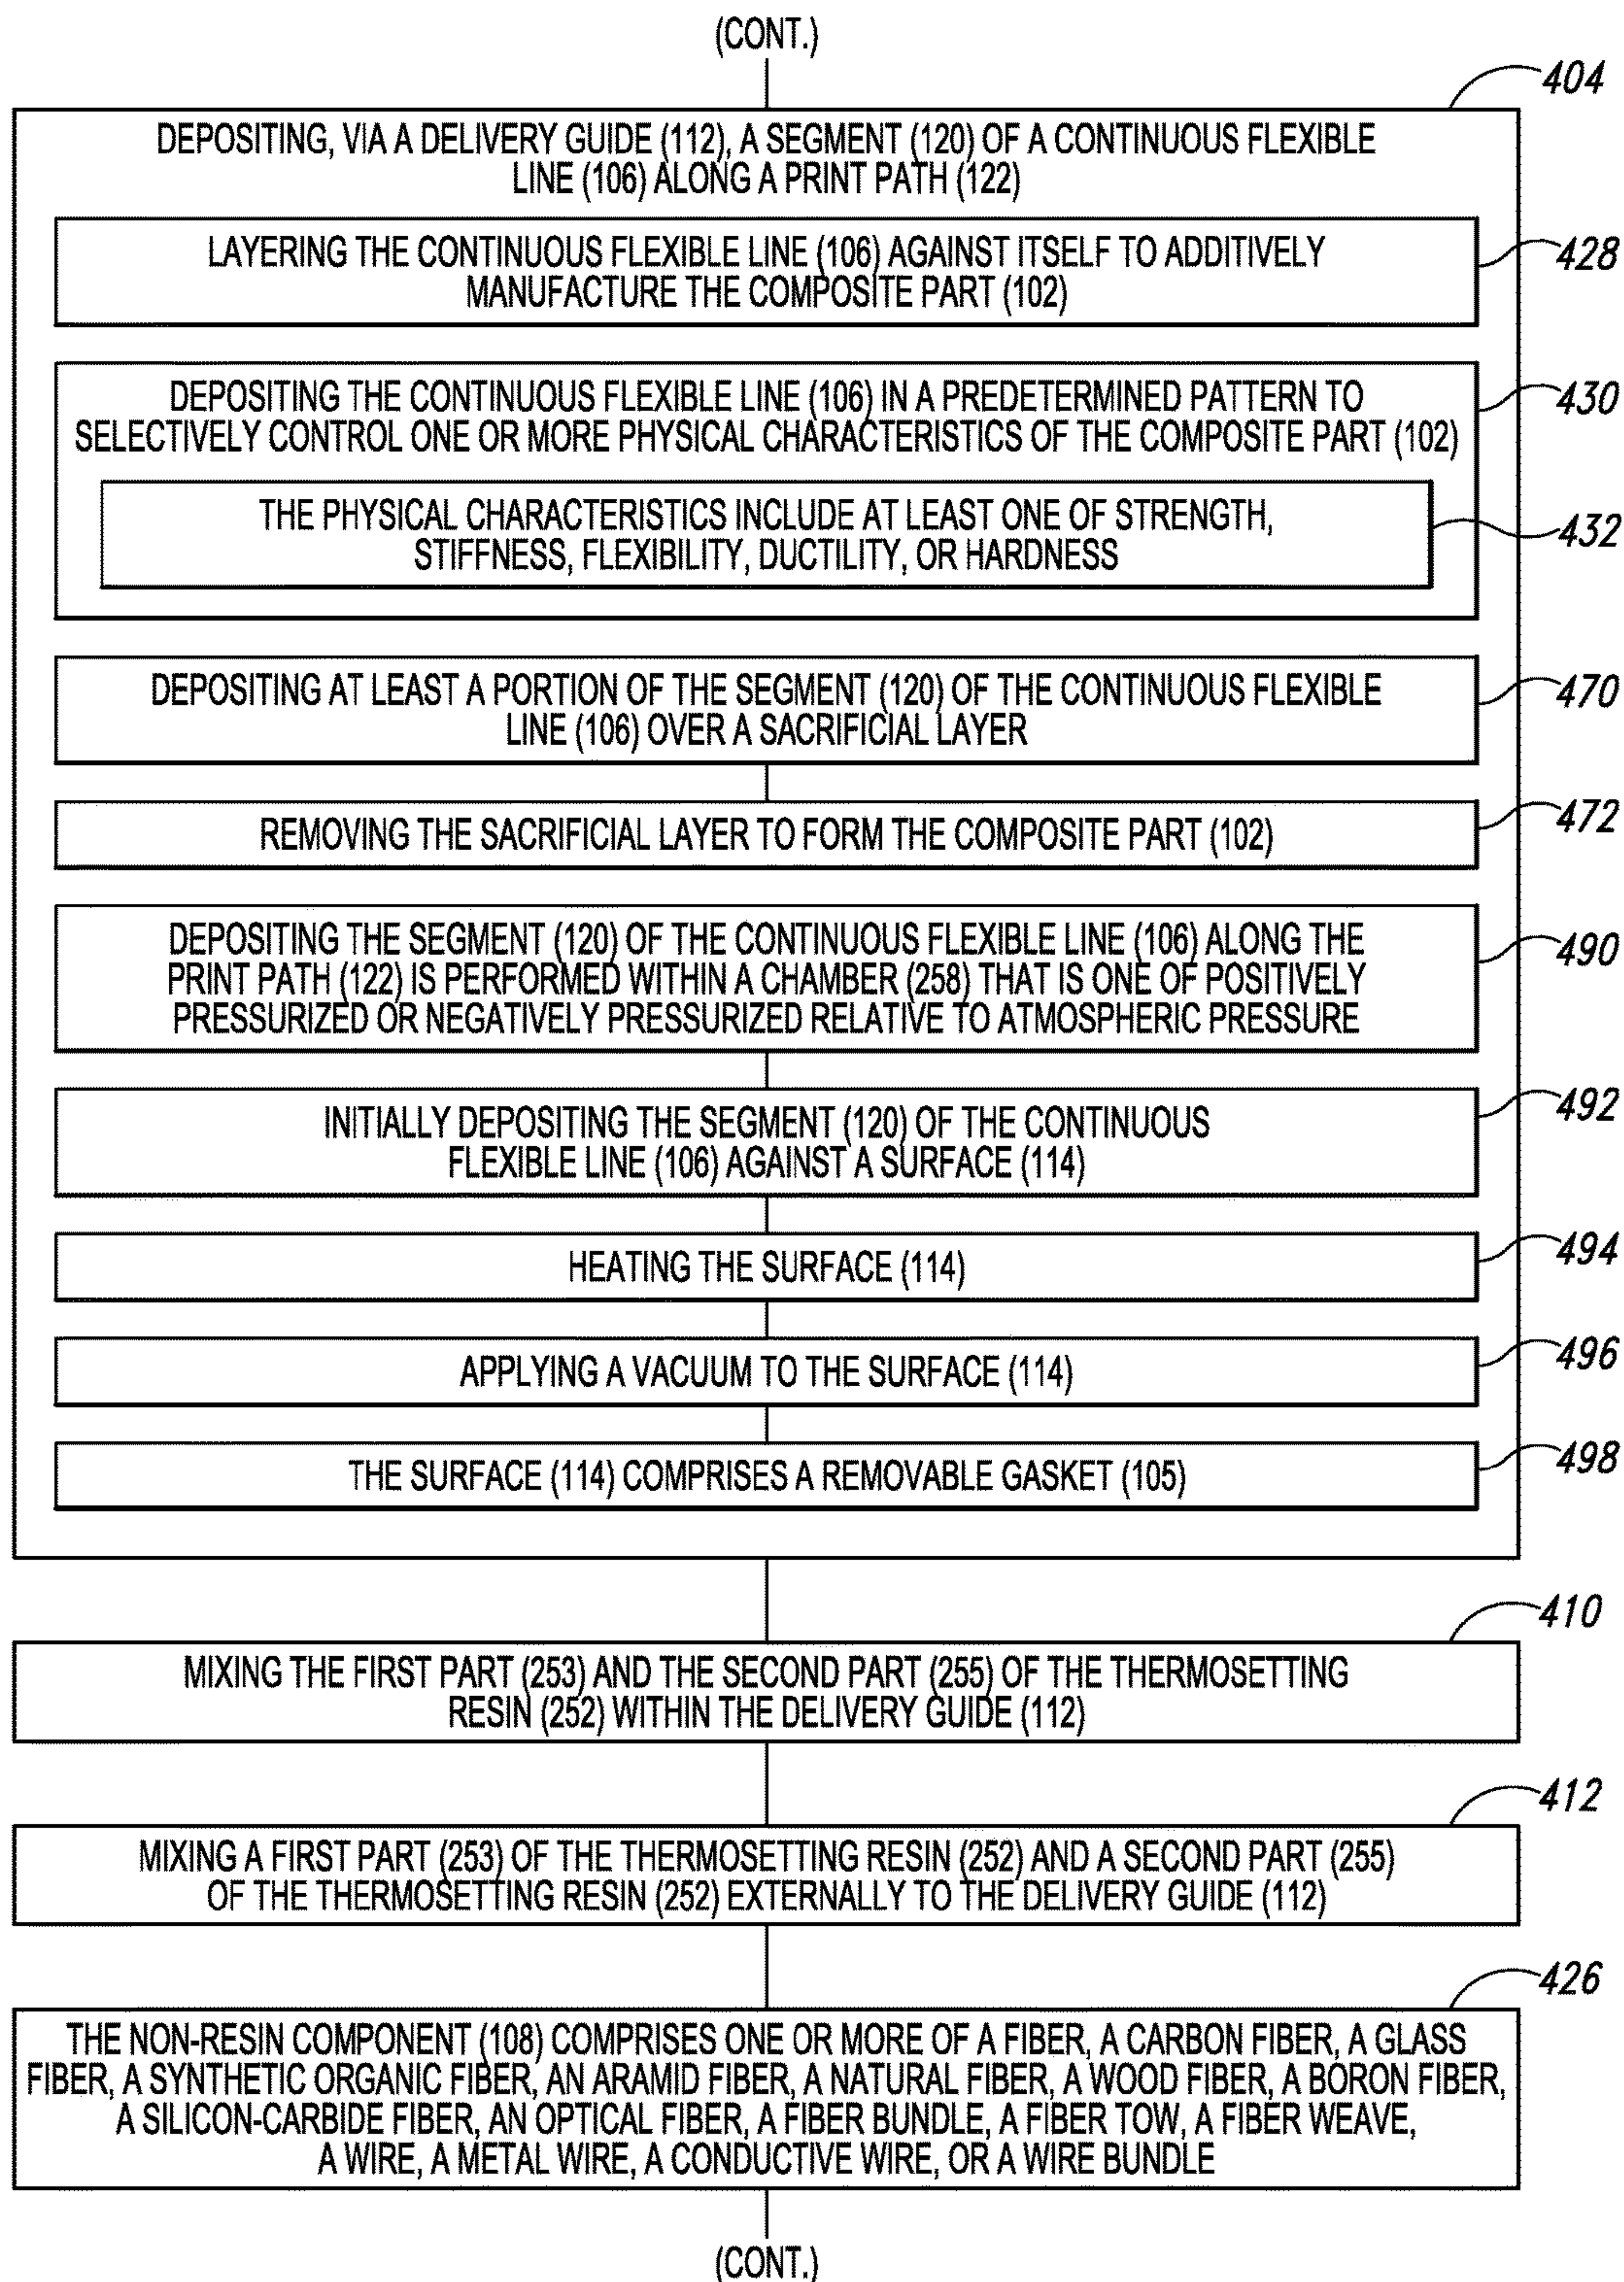 (CONT.)
404
DEPOSITING, VIA A DELIVERY GUIDE (112), A SEGMENT (120) OF A CONTINUOUS FLEXIBLE
LINE (106) ALONG A PRINT PATH (122)
LAYERING THE CONTINUOUS FLEXIBLE LINE (106) AGAINST ITSELF TO ADDITIVELY
MANUFACTURE THE COMPOSITE PART (102)
428
DEPOSITING THE CONTINUOUS FLEXIBLE LINE (106) IN A PREDETERMINED PATTERN TO
SELECTIVELY CONTROL ONE OR MORE PHYSICAL CHARACTERISTICS OF THE COMPOSITE PART (102)
430
THE PHYSICAL CHARACTERISTICS INCLUDE AT LEAST ONE OF STRENGTH,
STIFFNESS, FLEXIBILITY, DUCTILITY, OR HARDNESS
432
DEPOSITING AT LEAST A PORTION OF THE SEGMENT (120) OF THE CONTINUOUS FLEXIBLE
LINE (106) OVER A SACRIFICIAL LAYER
470
REMOVING THE SACRIFICIAL LAYER TO FORM THE COMPOSITE PART (102)
472
DEPOSITING THE SEGMENT (120) OF THE CONTINUOUS FLEXIBLE LINE (106) ALONG THE
PRINT PATH (122) IS PERFORMED WITHIN A CHAMBER (258) THAT IS ONE OF POSITIVELY
PRESSURIZED OR NEGATIVELY PRESSURIZED RELATIVE TO ATMOSPHERIC PRESSURE
490
INITIALLY DEPOSITING THE SEGMENT (120) OF THE CONTINUOUS
FLEXIBLE LINE (106) AGAINST A SURFACE (114)
492
HEATING THE SURFACE (114)
494
APPLYING A VACUUM TO THE SURFACE (114)
496
THE SURFACE (114) COMPRISES A REMOVABLE GASKET (105)
498
410
MIXING THE FIRST PART (253) AND THE SECOND PART (255) OF THE THERMOSETTING
RESIN (252) WITHIN THE DELIVERY GUIDE (112)
412
MIXING A FIRST PART (253) OF THE THERMOSETTING RESIN (252) AND A SECOND PART (255)
OF THE THERMOSETTING RESIN (252) EXTERNALLY TO THE DELIVERY GUIDE (112)
426
THE NON-RESIN COMPONENT (108) COMPRISES ONE OR MORE OF A FIBER, A CARBON FIBER, A GLASS
FIBER, A SYNTHETIC ORGANIC FIBER, AN ARAMID FIBER, A NATURAL FIBER, A WOOD FIBER, A BORON FIBER,
A SILICON-CARBIDE FIBER, AN OPTICAL FIBER, A FIBER BUNDLE, A FIBER TOW, A FIBER WEAVE,
A WIRE, A METAL WIRE, A CONDUCTIVE WIRE, OR A WIRE BUNDLE
(CONT.)